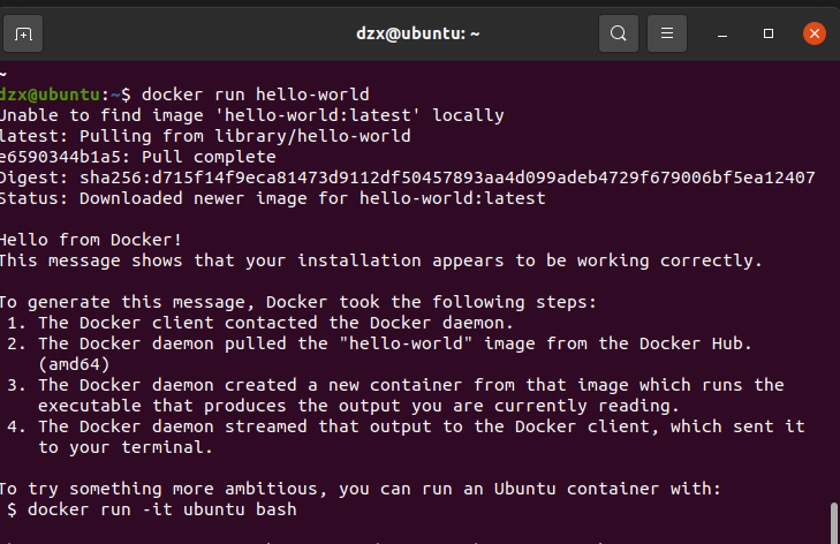 dzx@ubuntu: ~
~
dzx@ubuntu:~$ docker run hello-world
Unable to find image 'hello-world:latest' locally
latest: Pulling from library/hello-world
e6590344b1a5: Pull complete
Digest: sha256:d715f14f9eca81473d9112df50457893aa4d099adeb4729f679006bf5ea12407
Status: Downloaded newer image for hello-world:latest
Hello from Docker!
This message shows that your installation appears to be working correctly.
To generate this message, Docker took the following steps:
1. The Docker client contacted the Docker daemon.
2. The Docker daemon pulled the "hello-world" image from the Docker Hub.
(amd64)
3. The Docker daemon created a new container from that image which runs the
executable that produces the output you are currently reading.
4. The Docker daemon streamed that output to the Docker client, which sent it
to your terminal.
To try something more ambitious, you can run an Ubuntu container with:
$ docker run -it ubuntu bash